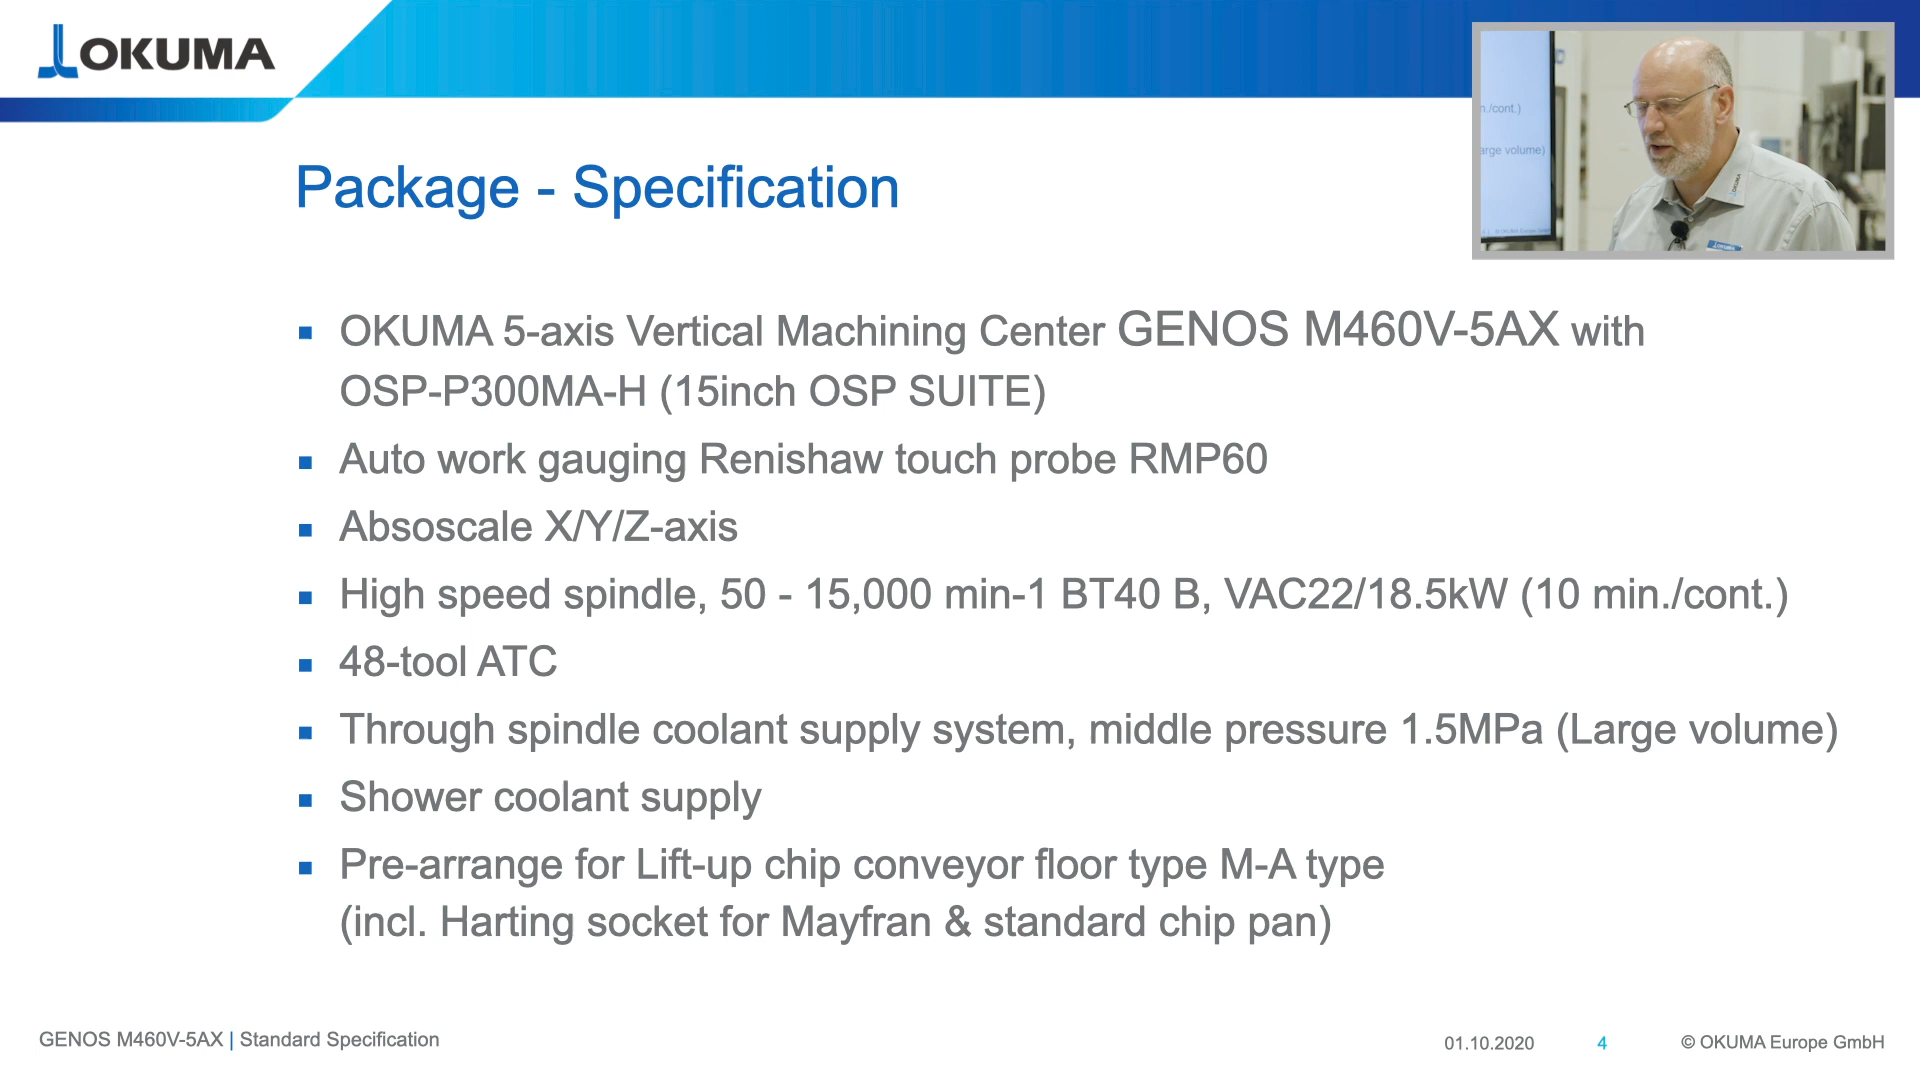 OKUMA
n./cont.)
arge volume)
OKUMA
Package - Specification
OKUMA 5-axis Vertical Machining Center GENOS M460V-5AX with
OSP-P300MA-H (15inch OSP SUITE)
Auto work gauging Renishaw touch probe RMP60
Absoscale X/Y/Z-axis
High speed spindle, 50 - 15,000 min-1 BT40 B, VAC22/18.5kW (10 min./cont.)
48-tool ATC
Through spindle coolant supply system, middle pressure 1.5MPa (Large volume)
Shower coolant supply
Pre-arrange for Lift-up chip conveyor floor type M-A type
(incl. Harting socket for Mayfran & standard chip pan)
GENOS M460V-5AX | Standard Specification
01.10.2020
4
© OKUMA Europe GmbH